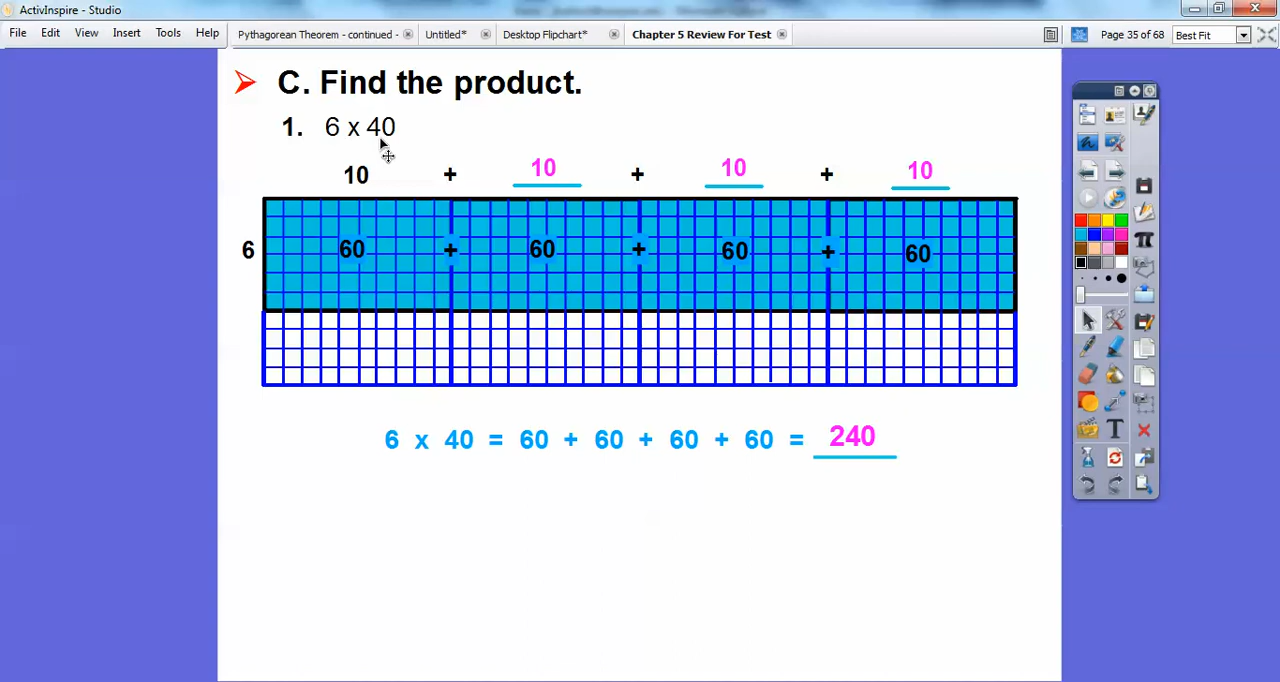 ActivInspire - Studio
File Edit View Insert Tools Help
Pythagorean Theorem - continued - Untitled* Desktop Flipchart* Chapter 5 Review For Test
Page 35 of 68 Best Fit
C. Find the product.
1. 6 x 40
10 + 10 + 10 + 10
6 60 + 60 + 60 + 60
6 x 40 = 60 + 60 + 60 + 60 = 240